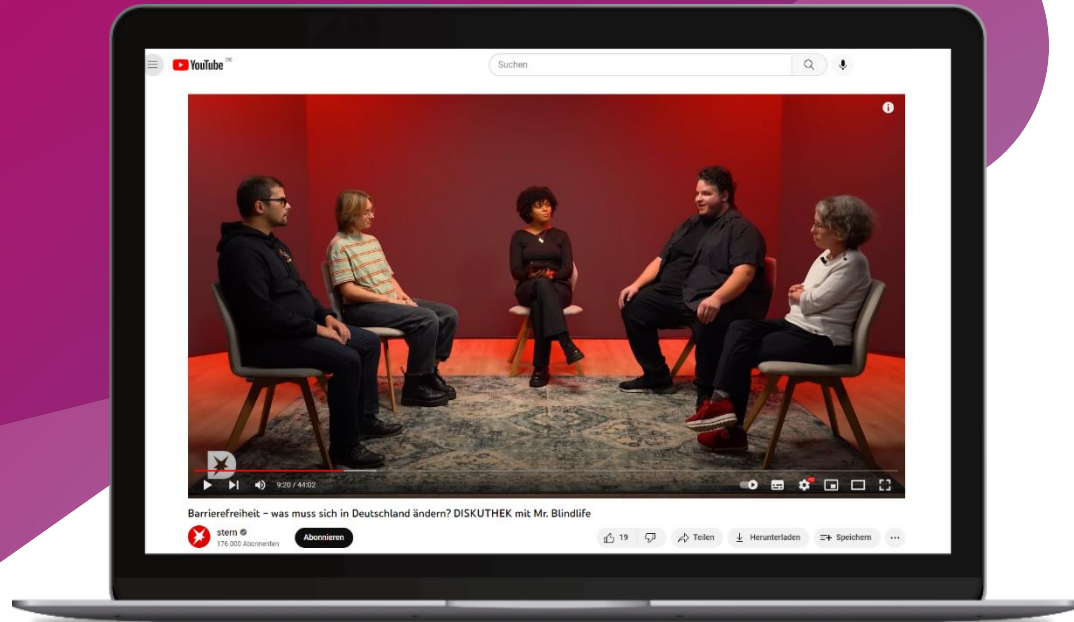 YouTube DE
Suchen
9:20 / 44:02
Barrierefreiheit – was muss sich in Deutschland ändern? DISKUTHEK mit Mr. Blindlife
stern
176.000 Abonnenten
Abonnieren
19
Teilen
Herunterladen
Speichern